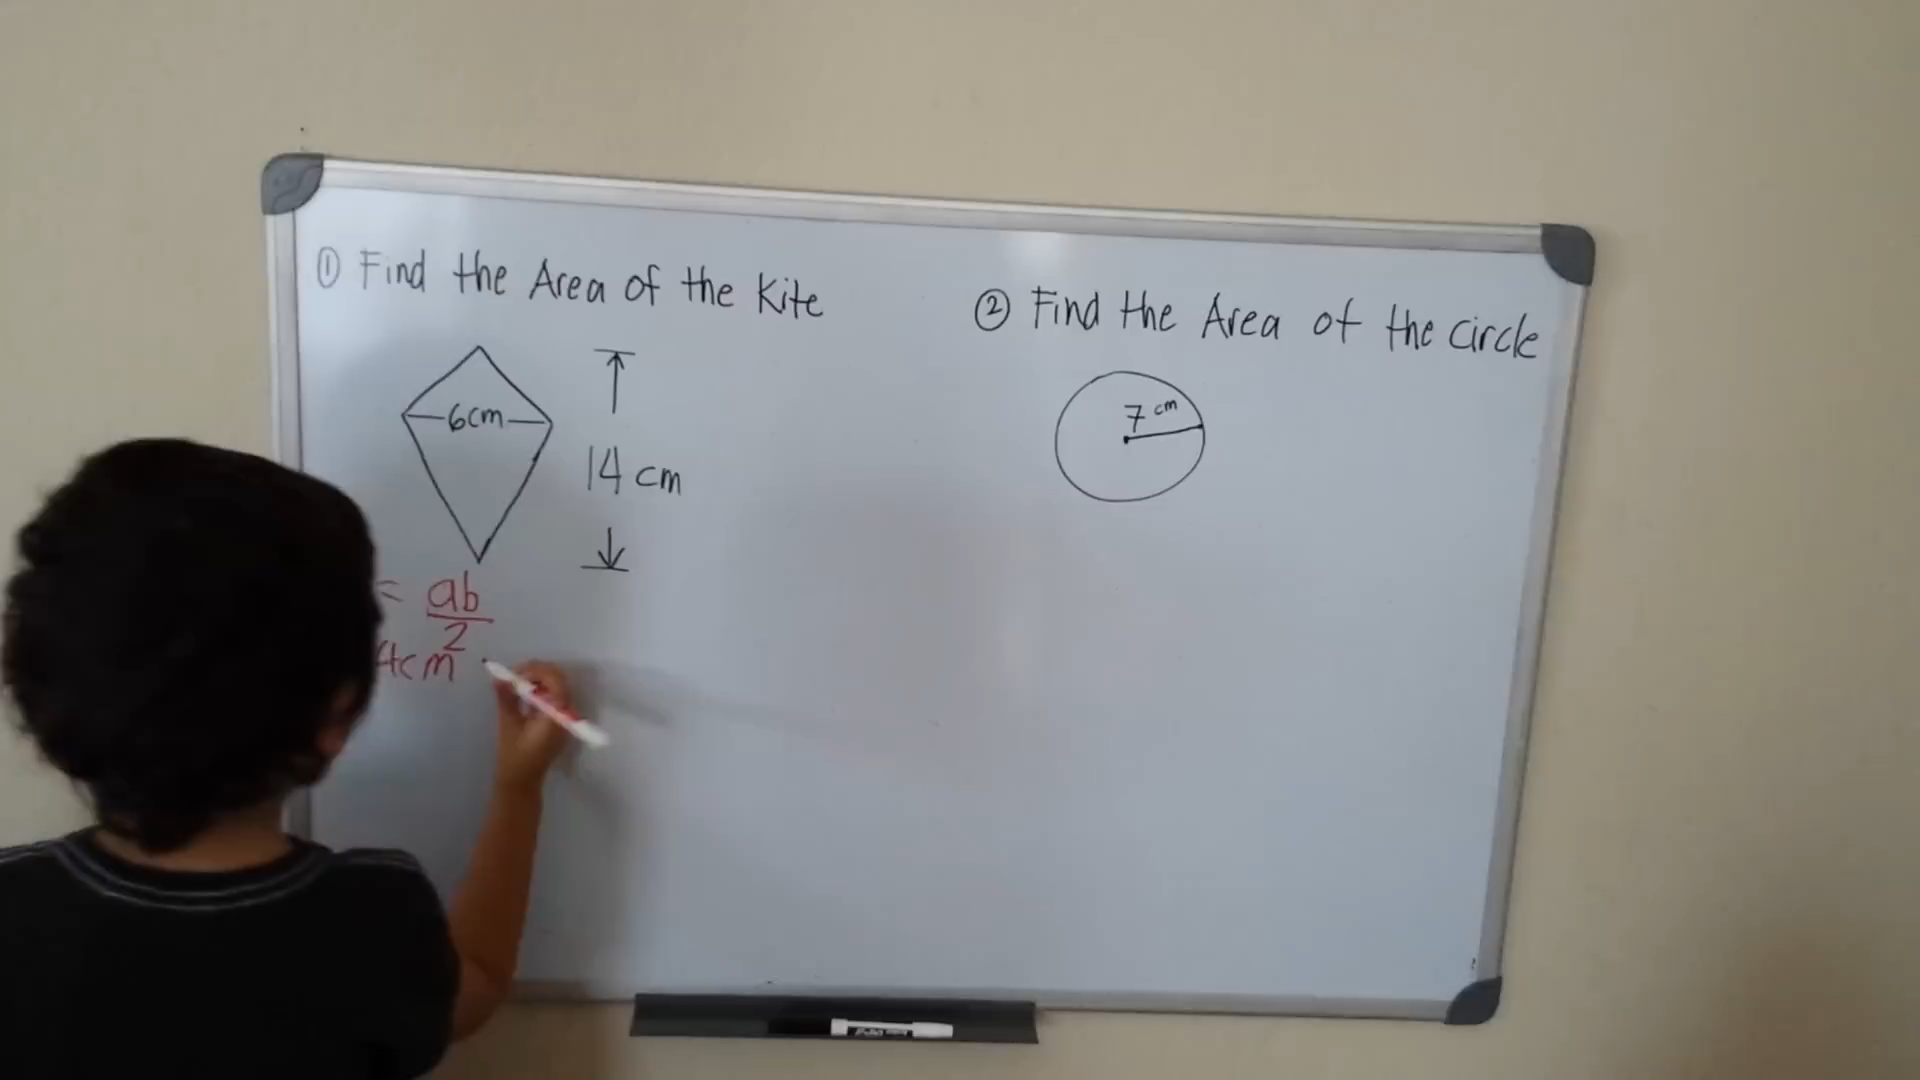 ① Find the Area of the Kite
6cm
14 cm
= ab
2
4cm
② Find the Area of the circle
7 cm